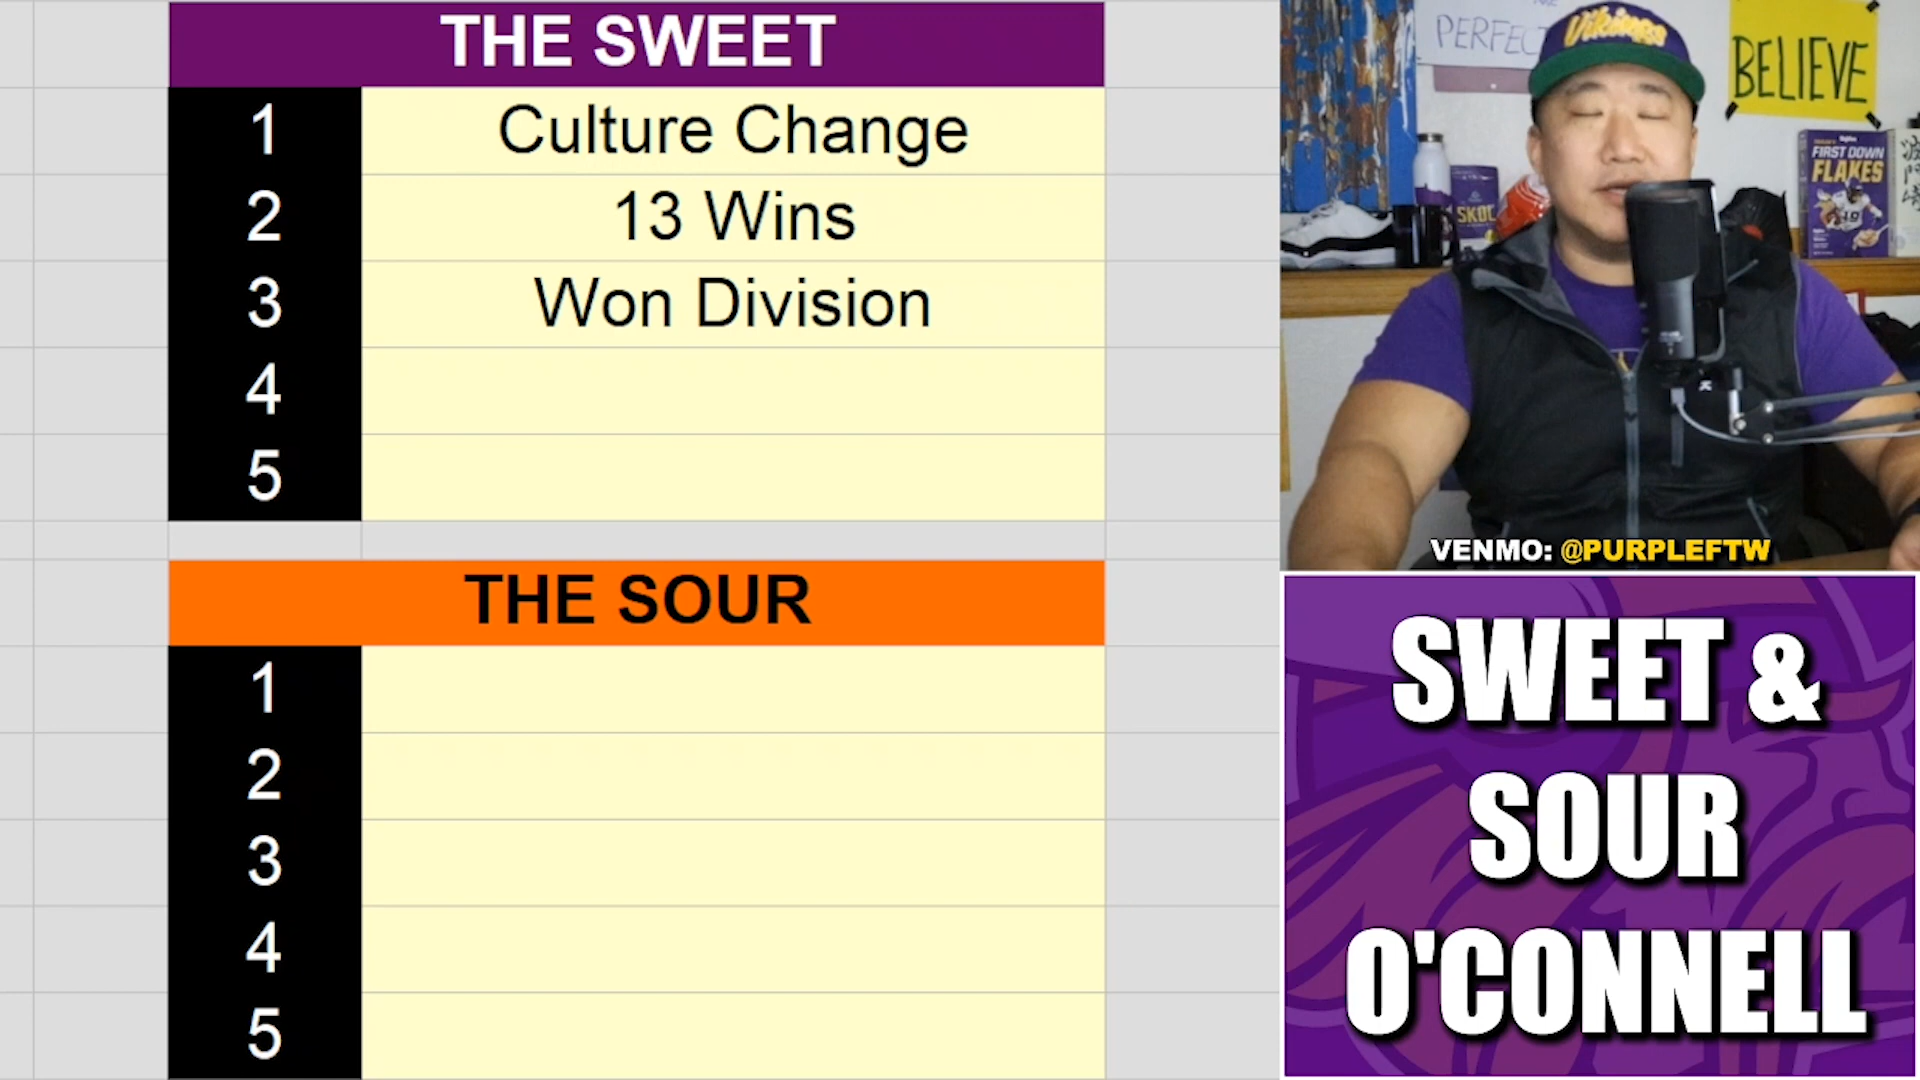 THE SWEET
1 Culture Change
2 13 Wins
3 Won Division
4
5
THE SOUR
1
2
3
4
5
PERFECT
Vikings
BELIEVE
SKOL
FIRST DOWN
FLAKES
VENMO: @PURPLEFTW
SWEET &
SOUR
O'CONNELL